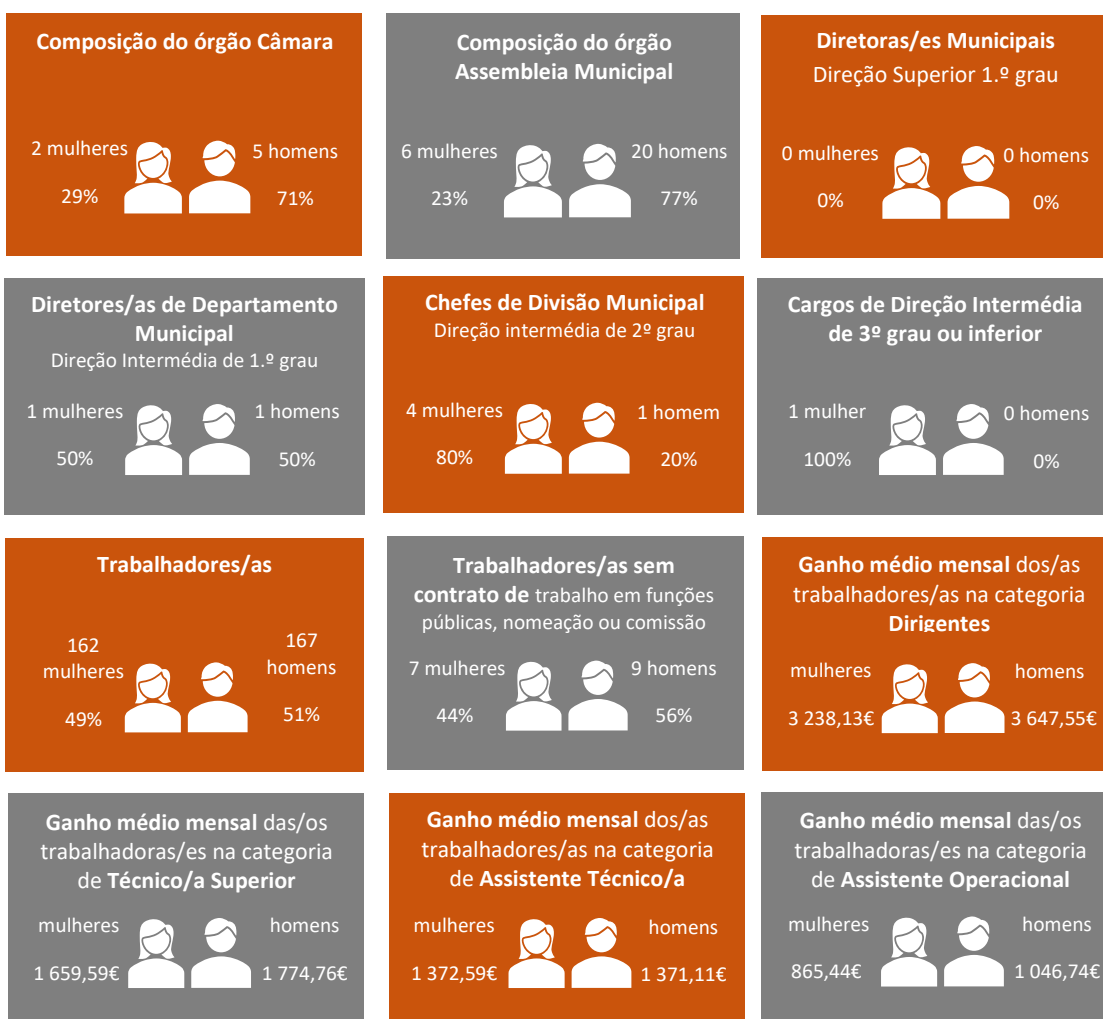 Composição do órgão Câmara
2 mulheres
5 homens
29%
71%
Composição do órgão
Assembleia Municipal
6 mulheres
20 homens
23%
77%
Diretoras/es Municipais
Direção Superior 1.º grau
0 mulheres
0 homens
0%
0%
Diretores/as de Departamento
Municipal
Direção Intermédia de 1.º grau
1 mulheres
1 homens
50%
50%
Chefes de Divisão Municipal
Direção intermédia de 2º grau
4 mulheres
1 homem
80%
20%
Cargos de Direção Intermédia
de 3º grau ou inferior
1 mulher
0 homens
100%
0%
Trabalhadores/as
162
mulheres
167
homens
49%
51%
Trabalhadores/as sem
contrato de trabalho em funções
públicas, nomeação ou comissão
7 mulheres
9 homens
44%
56%
Ganho médio mensal dos/as
trabalhadores/as na categoria
Dirigentes
mulheres
homens
3 238,13€
3 647,55€
Ganho médio mensal das/os
trabalhadoras/es na categoria
de Técnico/a Superior
mulheres
homens
1 659,59€
1 774,76€
Ganho médio mensal dos/as
trabalhadores/as na categoria
de Assistente Técnico/a
mulheres
homens
1 372,59€
1 371,11€
Ganho médio mensal das/os
trabalhadoras/es na categoria
de Assistente Operacional
mulheres
homens
865,44€
1 046,74€